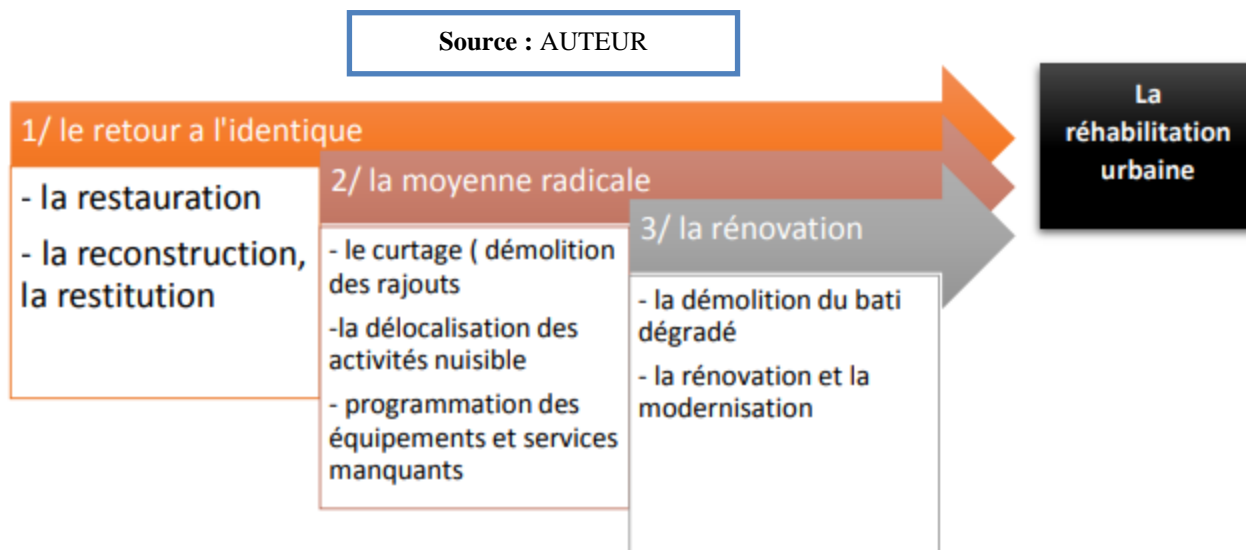 Source : AUTEUR
1/ le retour a l'identique
- la restauration
- la reconstruction,
la restitution
2/ la moyenne radicale
- le curtage ( démolition
des rajouts
-la délocalisation des
activités nuisible
- programmation des
équipements et services
manquants
3/ la rénovation
- la démolition du bati
dégradé
- la rénovation et la
modernisation
La
réhabilitation
urbaine